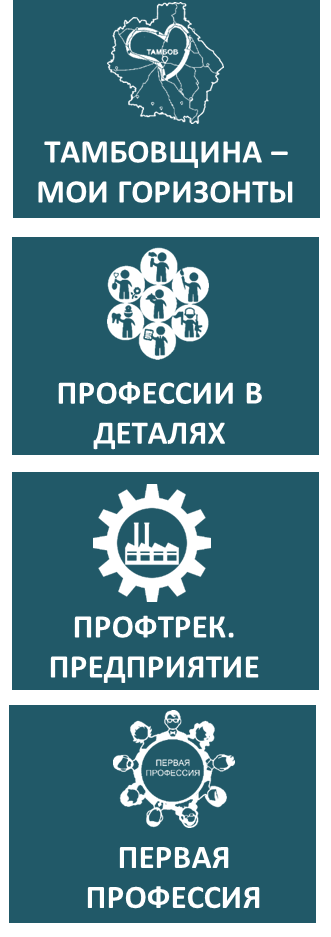 ТАМБОВ
ТАМБОВЩИНА –
МОИ ГОРИЗОНТЫ
ПРОФЕССИИ В
ДЕТАЛЯХ
ПРОФТРЕК.
ПРЕДПРИЯТИЕ
ПЕРВАЯ
ПРОФЕССИЯ
ПЕРВАЯ
ПРОФЕССИЯ